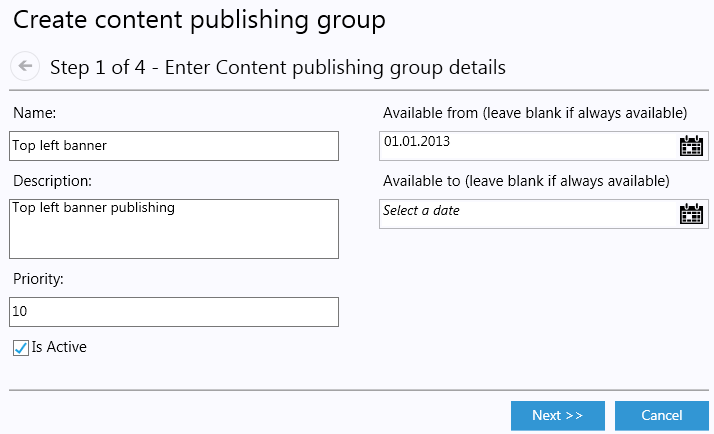 Create content publishing group
Step 1 of 4 - Enter Content publishing group details
Name:
Top left banner
Description:
Top left banner publishing
Priority:
10
Is Active
Available from (leave blank if always available)
01.01.2013
Available to (leave blank if always available)
Select a date
Next >>
Cancel